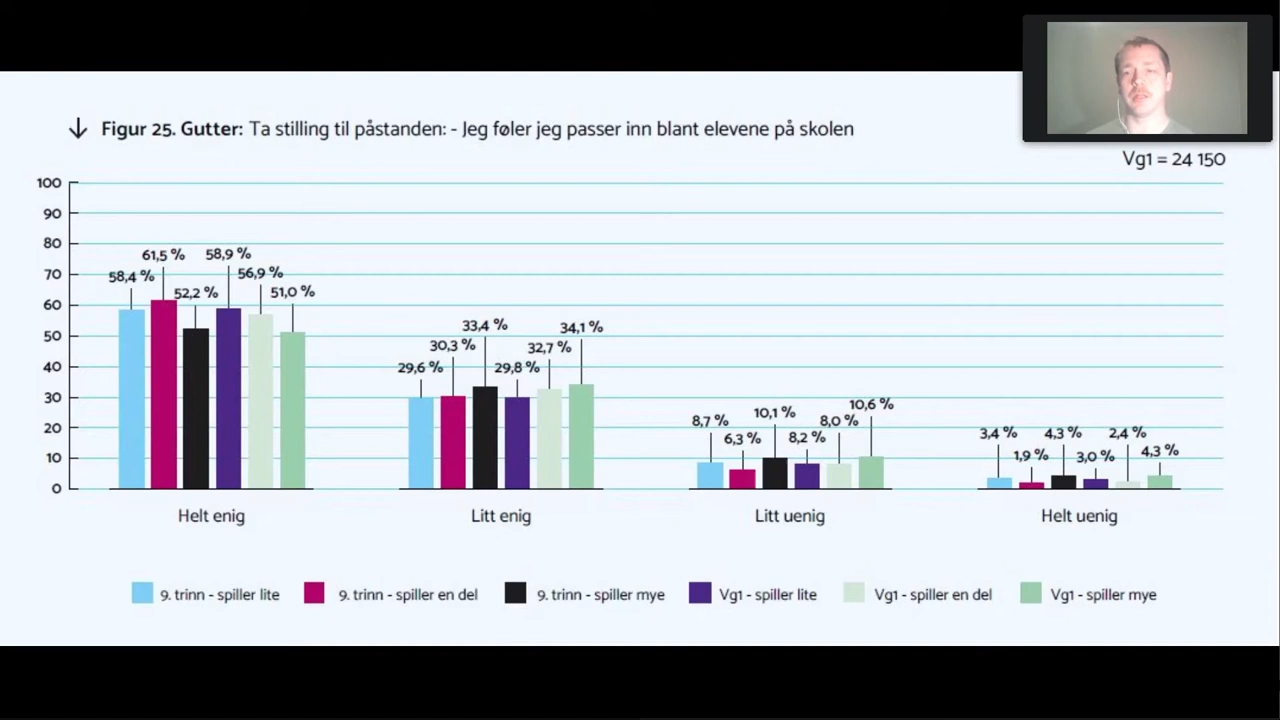 Figur 25. Gutter: Ta stilling til påstanden: - Jeg føler jeg passer inn blant elevene på skolen
Vg1 = 24 150
100
90
80
70
60
50
40
30
20
10
0
58,4 %
61,5 %
52,2 %
58,9 %
56,9 %
51,0 %
29,6 %
30,3 %
33,4 %
29,8 %
32,7 %
34,1 %
8,7 %
6,3 %
10,1 %
8,2 %
8,0 %
10,6 %
3,4 %
1,9 %
4,3 %
3,0 %
2,4 %
4,3 %
Helt enig
Litt enig
Litt uenig
Helt uenig
9. trinn - spiller lite
9. trinn - spiller en del
9. trinn - spiller mye
Vg1 - spiller lite
Vg1 - spiller en del
Vg1 - spiller mye